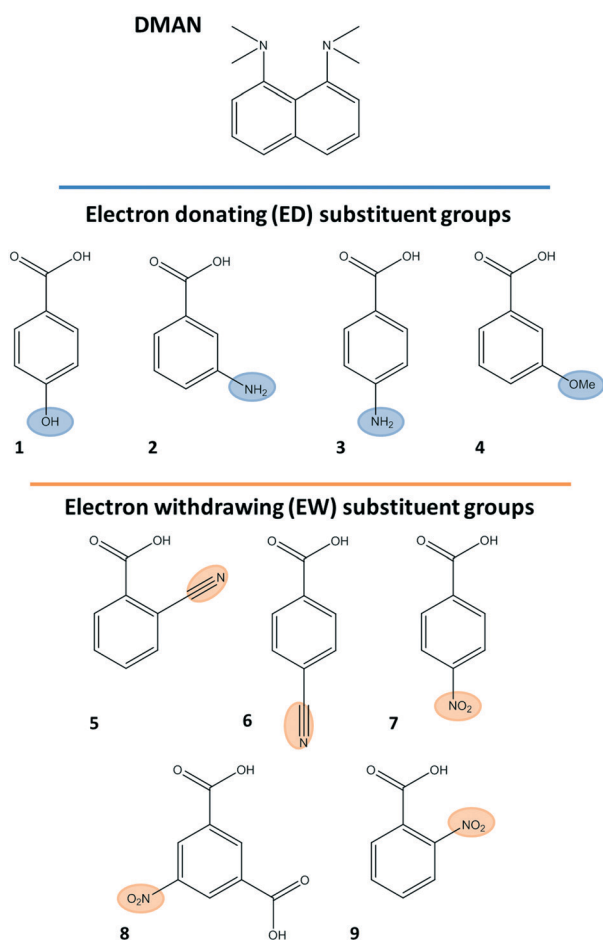 DMAN
N N
Electron donating (ED) substituent groups
O OH O OH O OH O OH
NH₂ OMe
OH NH₂
1 2 3 4
Electron withdrawing (EW) substituent groups
O OH O OH O OH
N
NO₂
5 6 N 7
O OH O OH
NO₂
O₂N O
OH
8 9